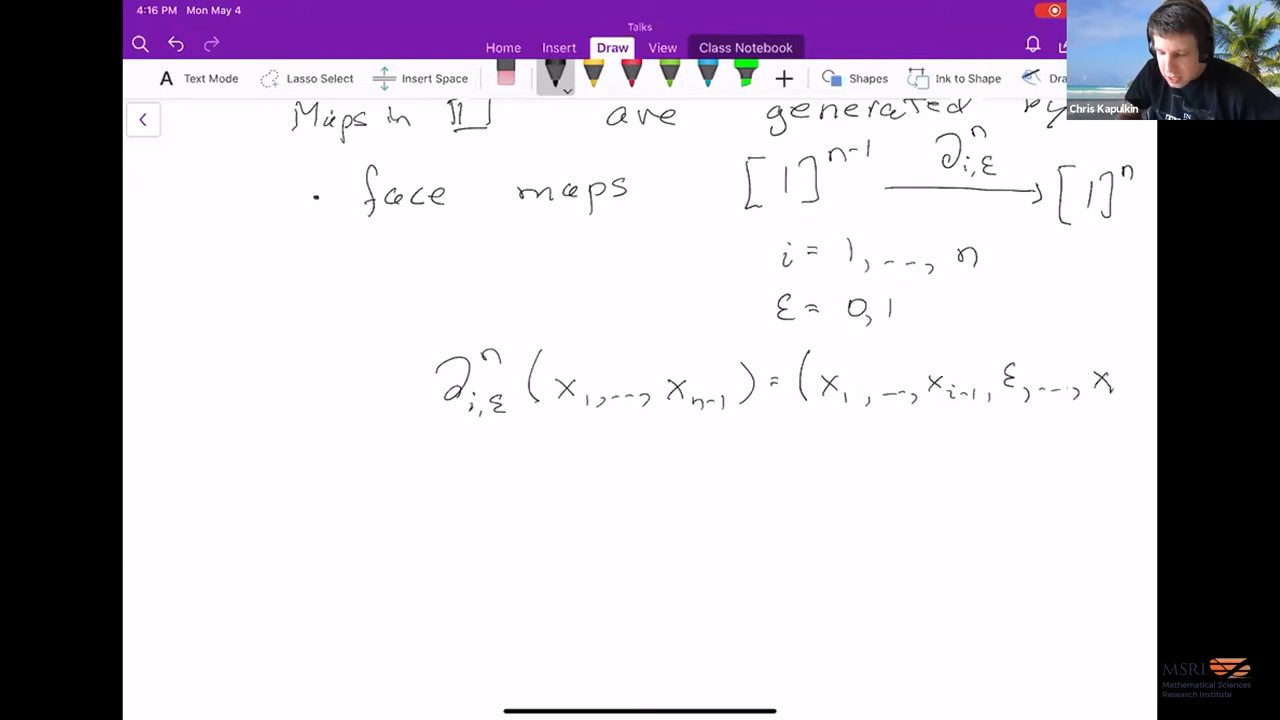 4:16 PM Mon May 4
Talks
Home Insert Draw View Class Notebook
A Text Mode Lasso Select Insert Space Shapes Ink to Shape Dra
Chris Kapulkin
Maps in □ are generated by
• face maps [1]^{n-1} ∂^n_{i,ε} → [1]^n
i = 1, ..., n
ε = 0, 1
∂^n_{i,ε} (x_1, ..., x_{n-1}) = (x_1, ..., x_{i-1}, ε, ..., x
MSRI
Mathematical Sciences
Research Institute